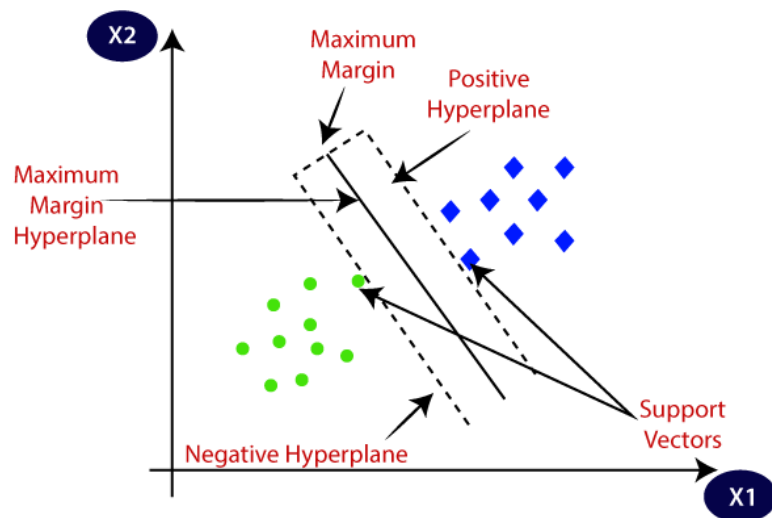 X2
Maximum
Margin
Positive
Hyperplane
Maximum
Margin
Hyperplane
Support
Vectors
Negative Hyperplane
X1